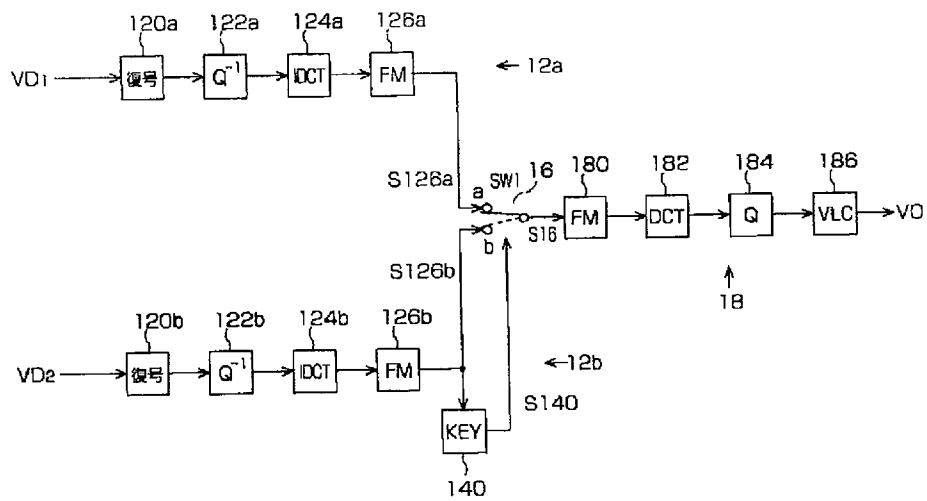 120a 122a 124a 126a
VD1 復号 Q-1 IDCT FM 12a
S126a a SW1 16 180 182 184 186
b S16 FM DCT Q VLC VO
S126b 18
120b 122b 124b 126b
VD2 復号 Q-1 IDCT FM 12b
S140
KEY
140